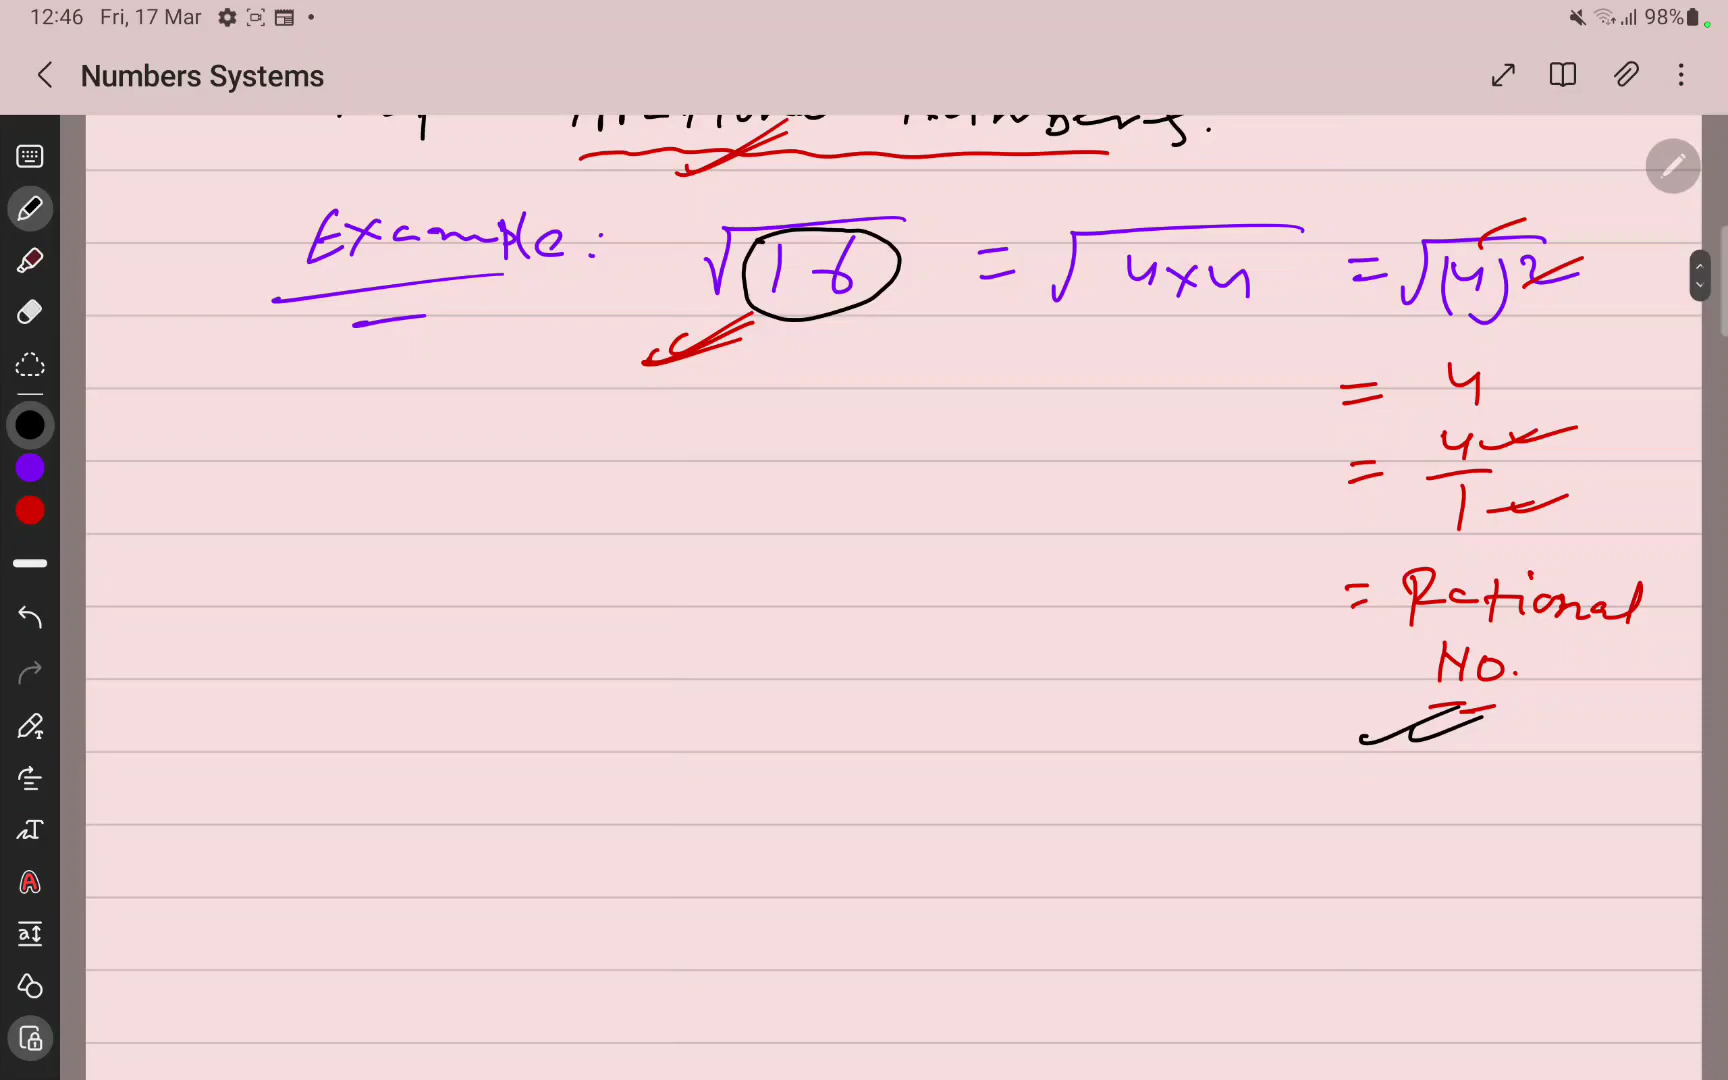 12:46 Fri, 17 Mar 98%
Numbers Systems
Numbers.
Example: √16 = √4×4 = √(4)2
= 4
= 4/1
= Rational
No.